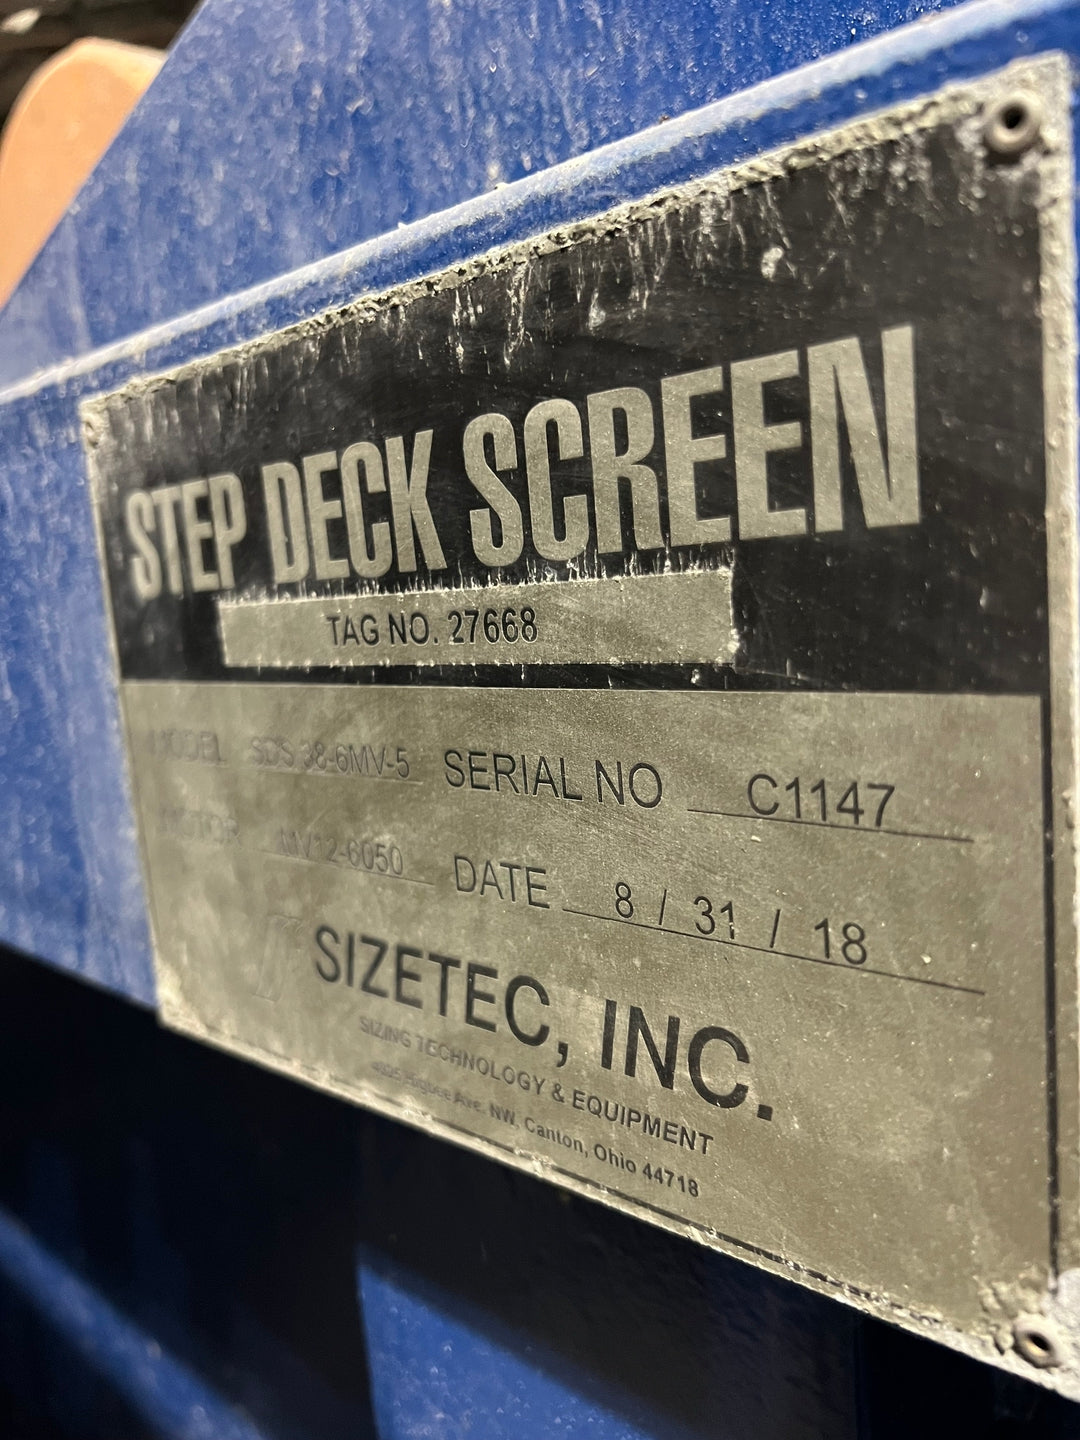 STEP DECK SCREEN
TAG NO. 27668
MODEL SDS 38-6MV-5 SERIAL NO C1147
MOTOR MV12-6050 DATE 8 / 31 / 18
SIZETEC, INC.
SIZING TECHNOLOGY & EQUIPMENT
Ave. NW, Canton, Ohio 44718